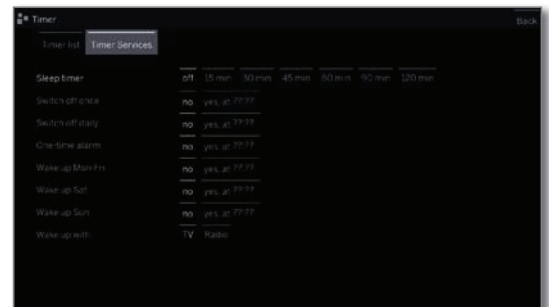 Timer
Back
Timer list Timer Services
Sleep timer off 15 min 30 min 45 min 60 min 90 min 120 min
Switch off once no yes, at ??:??
Switch off daily no yes, at ??:??
One-time alarm no yes, at ??:??
Wake up Mon-Fri no yes, at ??:??
Wake up Sat no yes, at ??:??
Wake up Sun no yes, at ??:??
Wake up with TV Radio